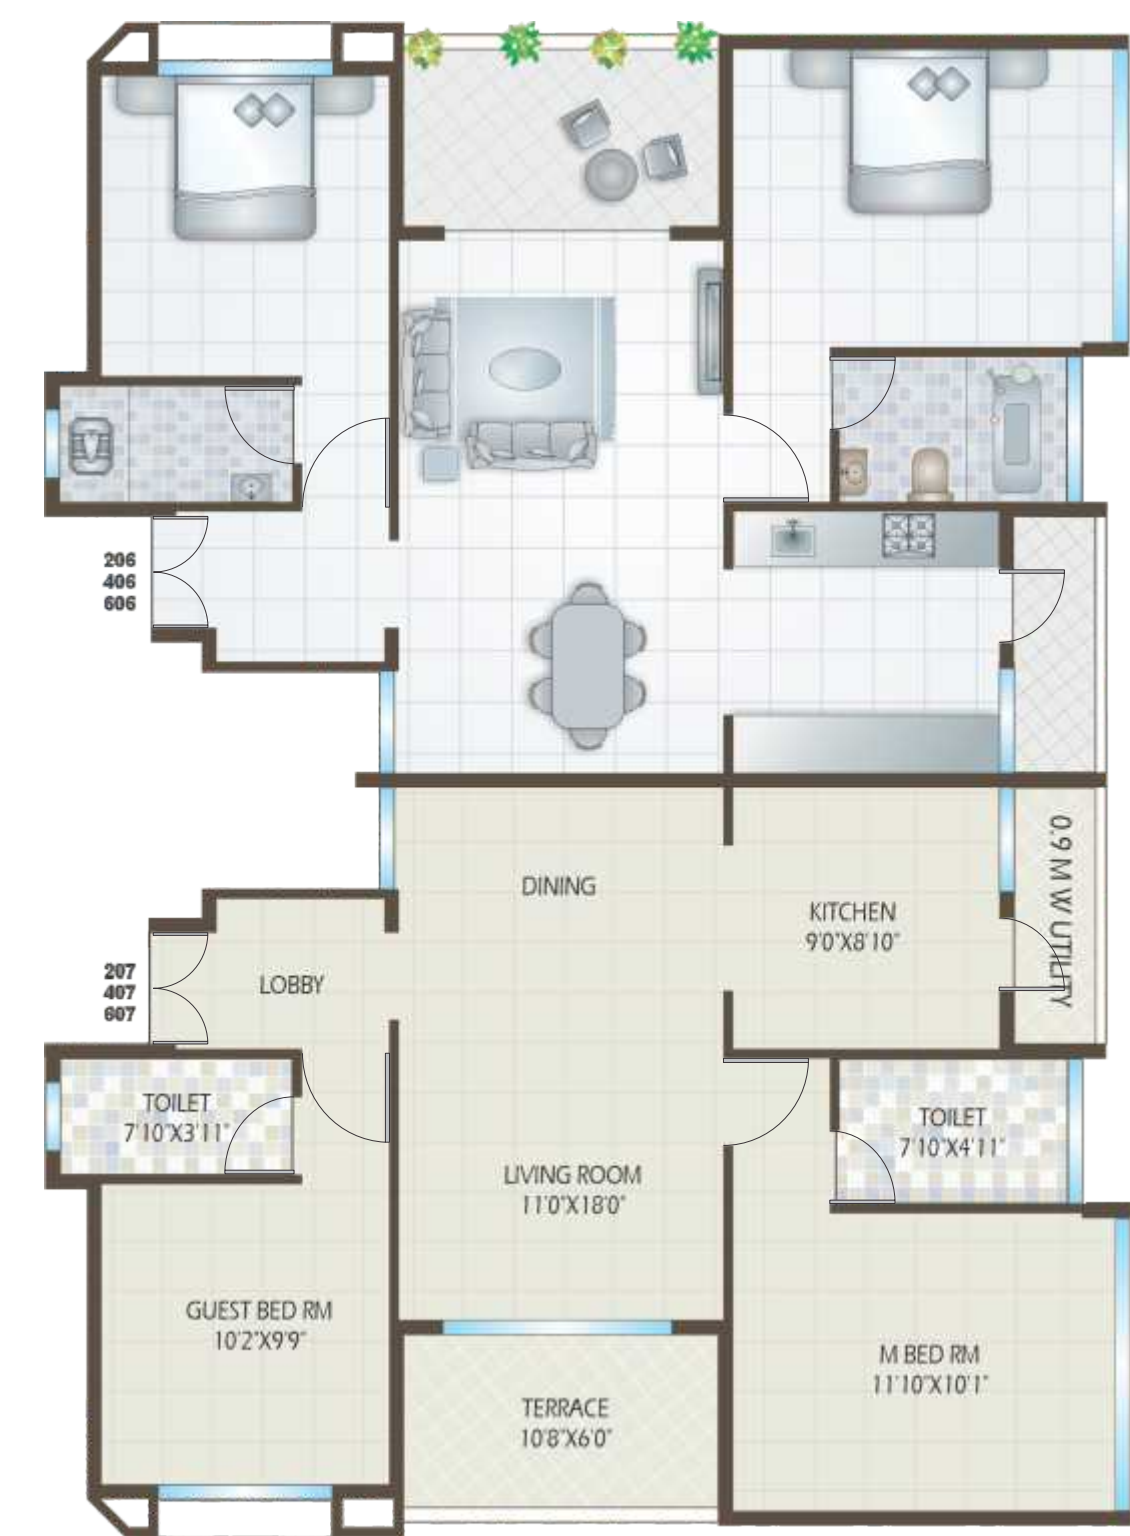 206
406
606
DINING
KITCHEN
9'0"X8'10"
0.9 M W UTILITY
207
407
607
LOBBY
TOILET
7'10"X3'11"
TOILET
7'10"X4'11"
LIVING ROOM
11'0"X18'0"
GUEST BED RM
10'2"X9'9"
M BED RM
11'10"X10'1"
TERRACE
10'8"X6'0"